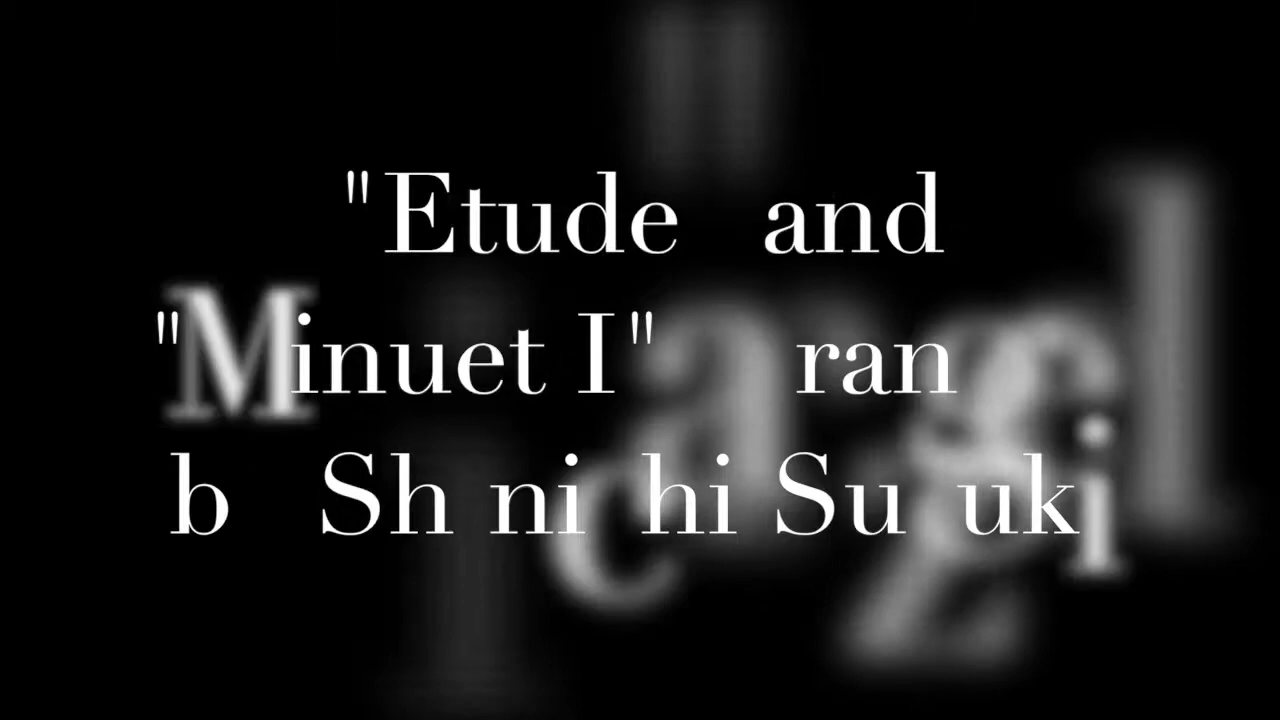 "Etude and
"Minuet I" ran
b Sh ni hi Su uki